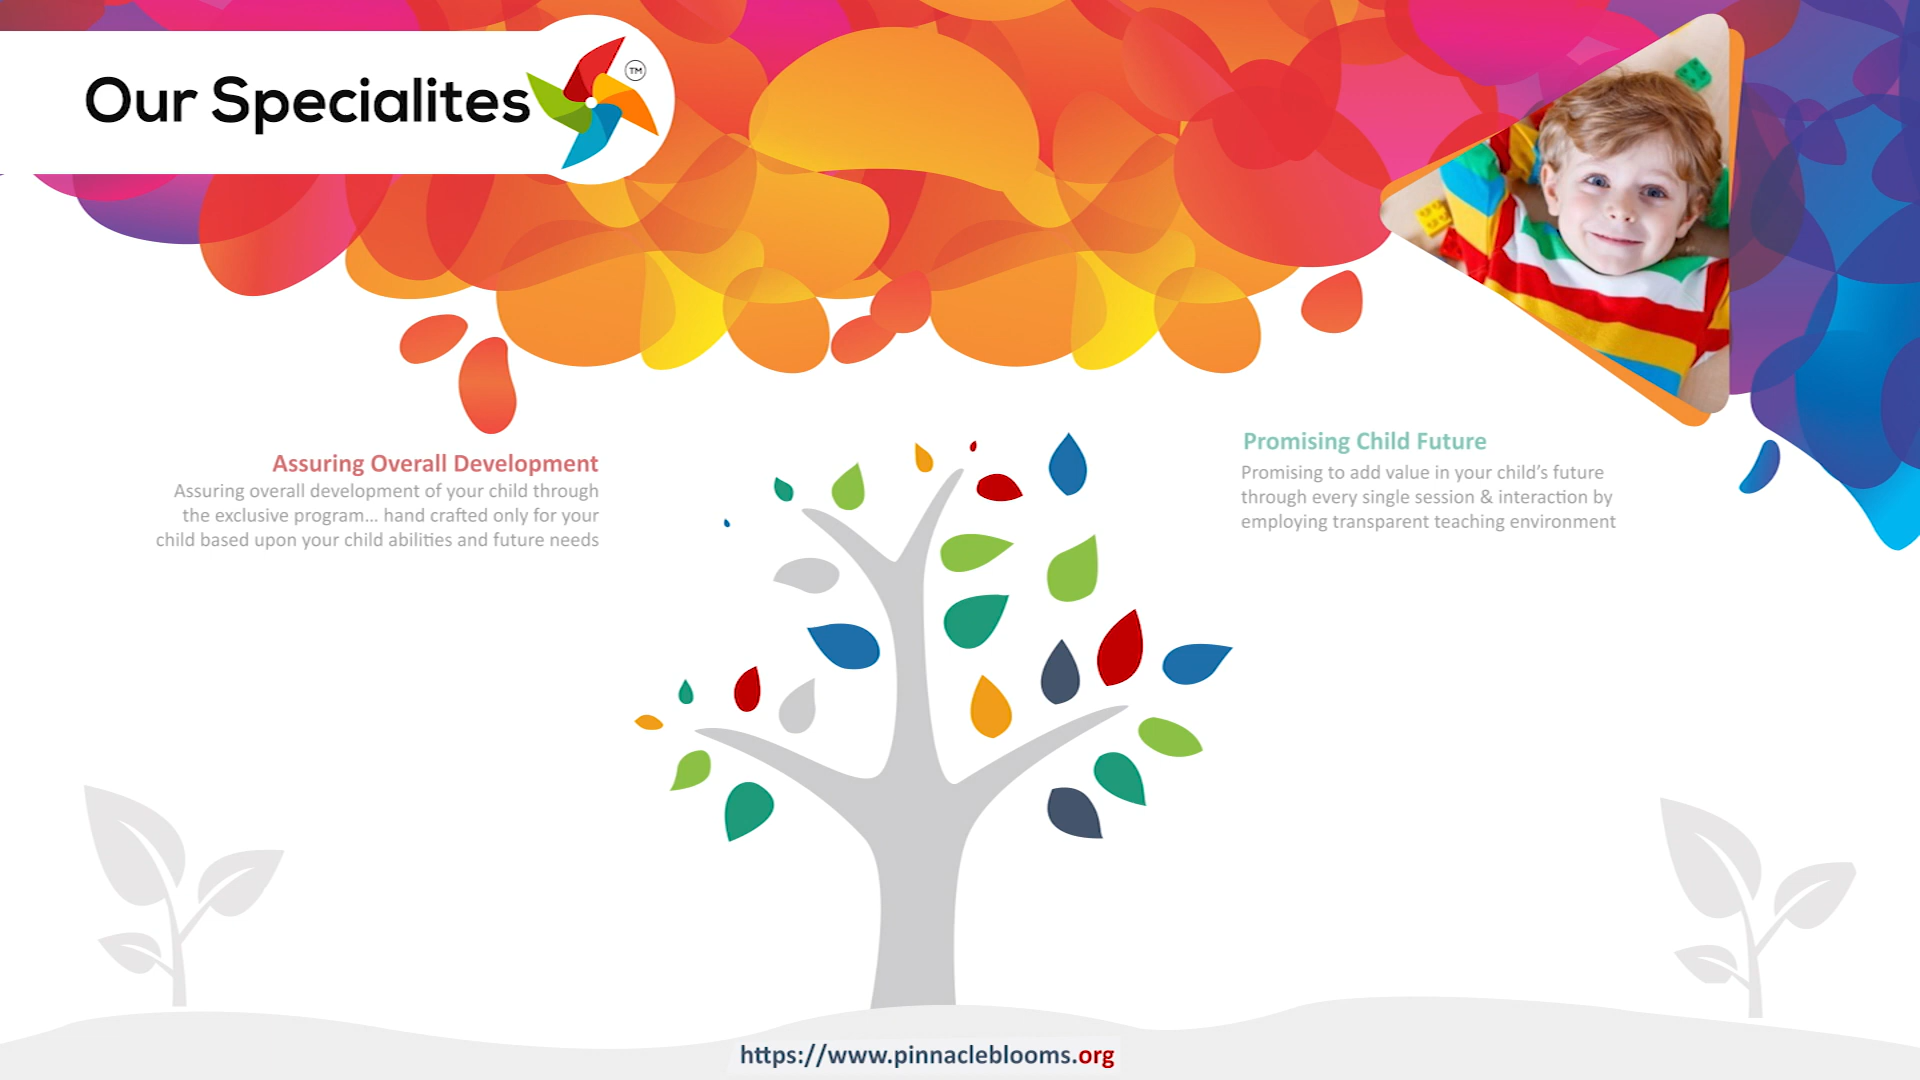 Our Specialites
TM
Assuring Overall Development
Assuring overall development of your child through
the exclusive program... hand crafted only for your
child based upon your child abilities and future needs
Promising Child Future
Promising to add value in your child's future
through every single session & interaction by
employing transparent teaching environment
https://www.pinnacleblooms.org